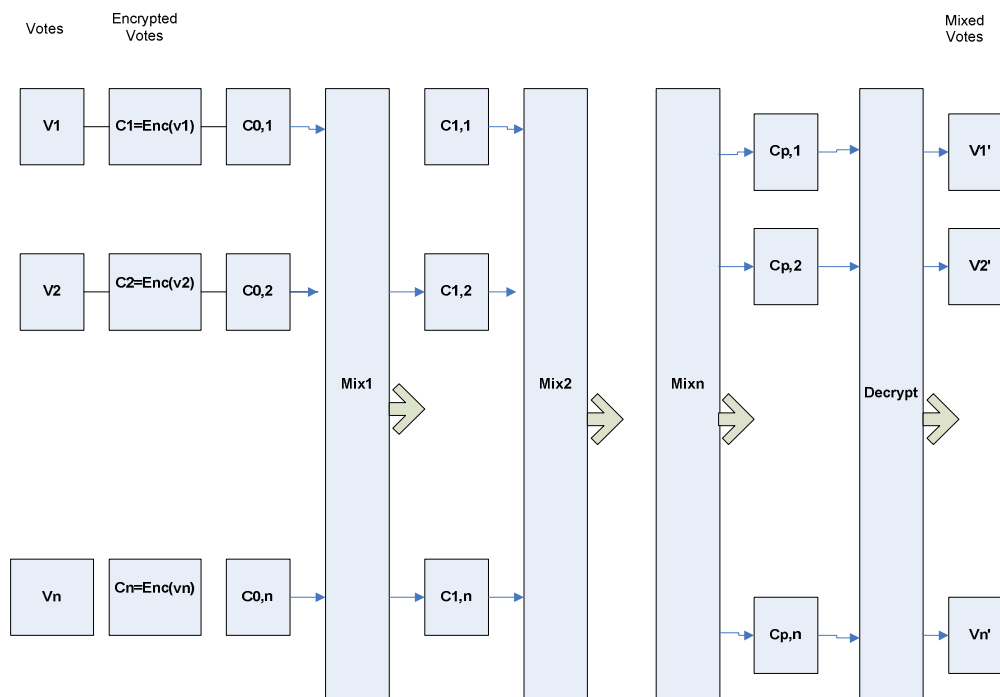 Votes
Encrypted
Votes
Mixed
Votes
V1
C1=Enc(v1)
C0,1
C1,1
Cp,1
V1'
V2
C2=Enc(v2)
C0,2
C1,2
Cp,2
V2'
Mix1
Mix2
Mixn
Decrypt
Vn
Cn=Enc(vn)
C0,n
C1,n
Cp,n
Vn'